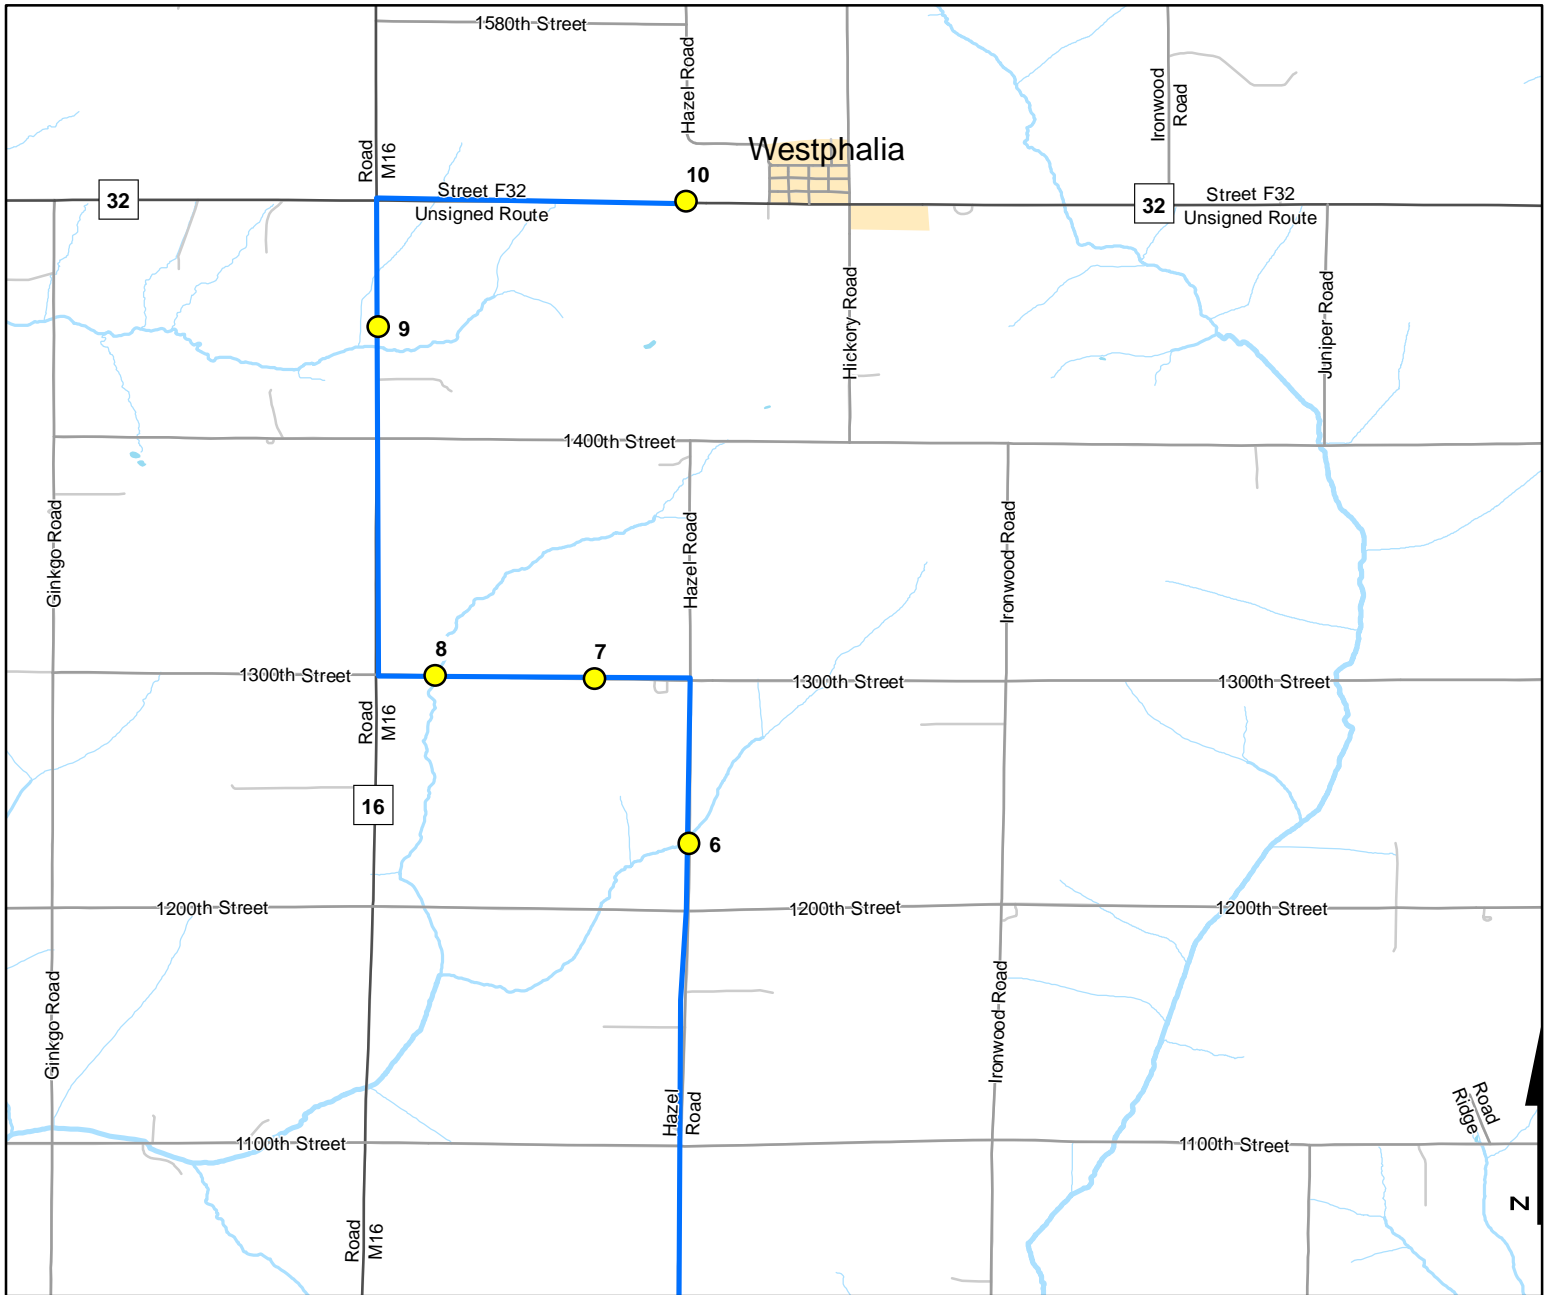 1580th Street
Hazel Road
Ironwood
Road
Westphalia
Road
M16
10
32
Street F32
Unsigned Route
32
Street F32
Unsigned Route
9
Hickory Road
Juniper Road
1400th Street
Ginkgo Road
Hazel Road
Ironwood Road
8
7
1300th Street
1300th Street
1300th Street
Road
M16
16
6
1200th Street
1200th Street
1200th Street
Ginkgo Road
Ironwood Road
Hazel
Road
Road
Ridge
1100th Street
1100th Street
Road
M16
N